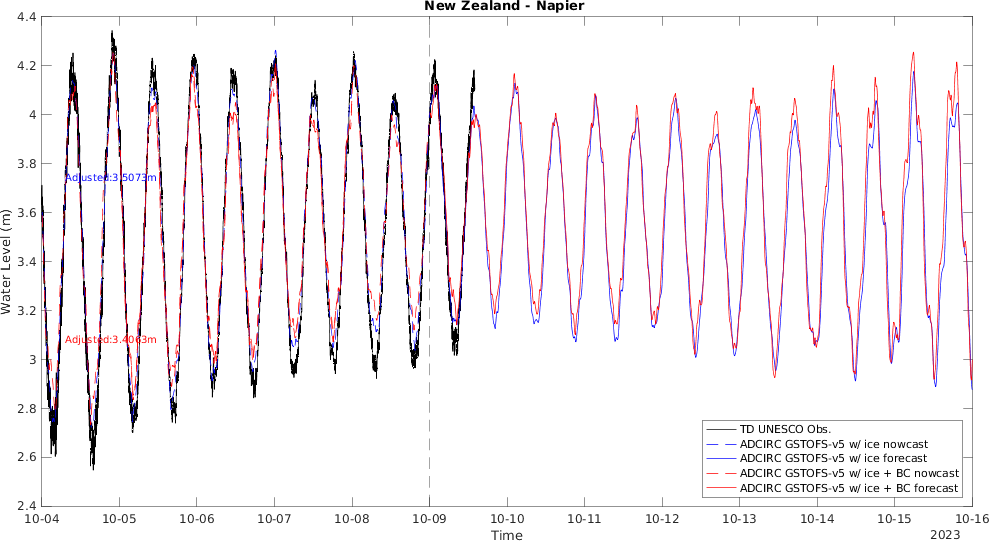 New Zealand - Napier
4.4
4.2
4
3.8
3.6
3.4
3.2
3
2.8
2.6
2.4
Water Level (m)
Adjusted:3.5073m
Adjusted:3.4063m
TD UNESCO Obs.
ADCIRC GSTOFS-v5 w/ ice nowcast
ADCIRC GSTOFS-v5 w/ ice forecast
ADCIRC GSTOFS-v5 w/ ice + BC nowcast
ADCIRC GSTOFS-v5 w/ ice + BC forecast
10-04 10-05 10-06 10-07 10-08 10-09 10-10 10-11 10-12 10-13 10-14 10-15 10-16
Time
2023